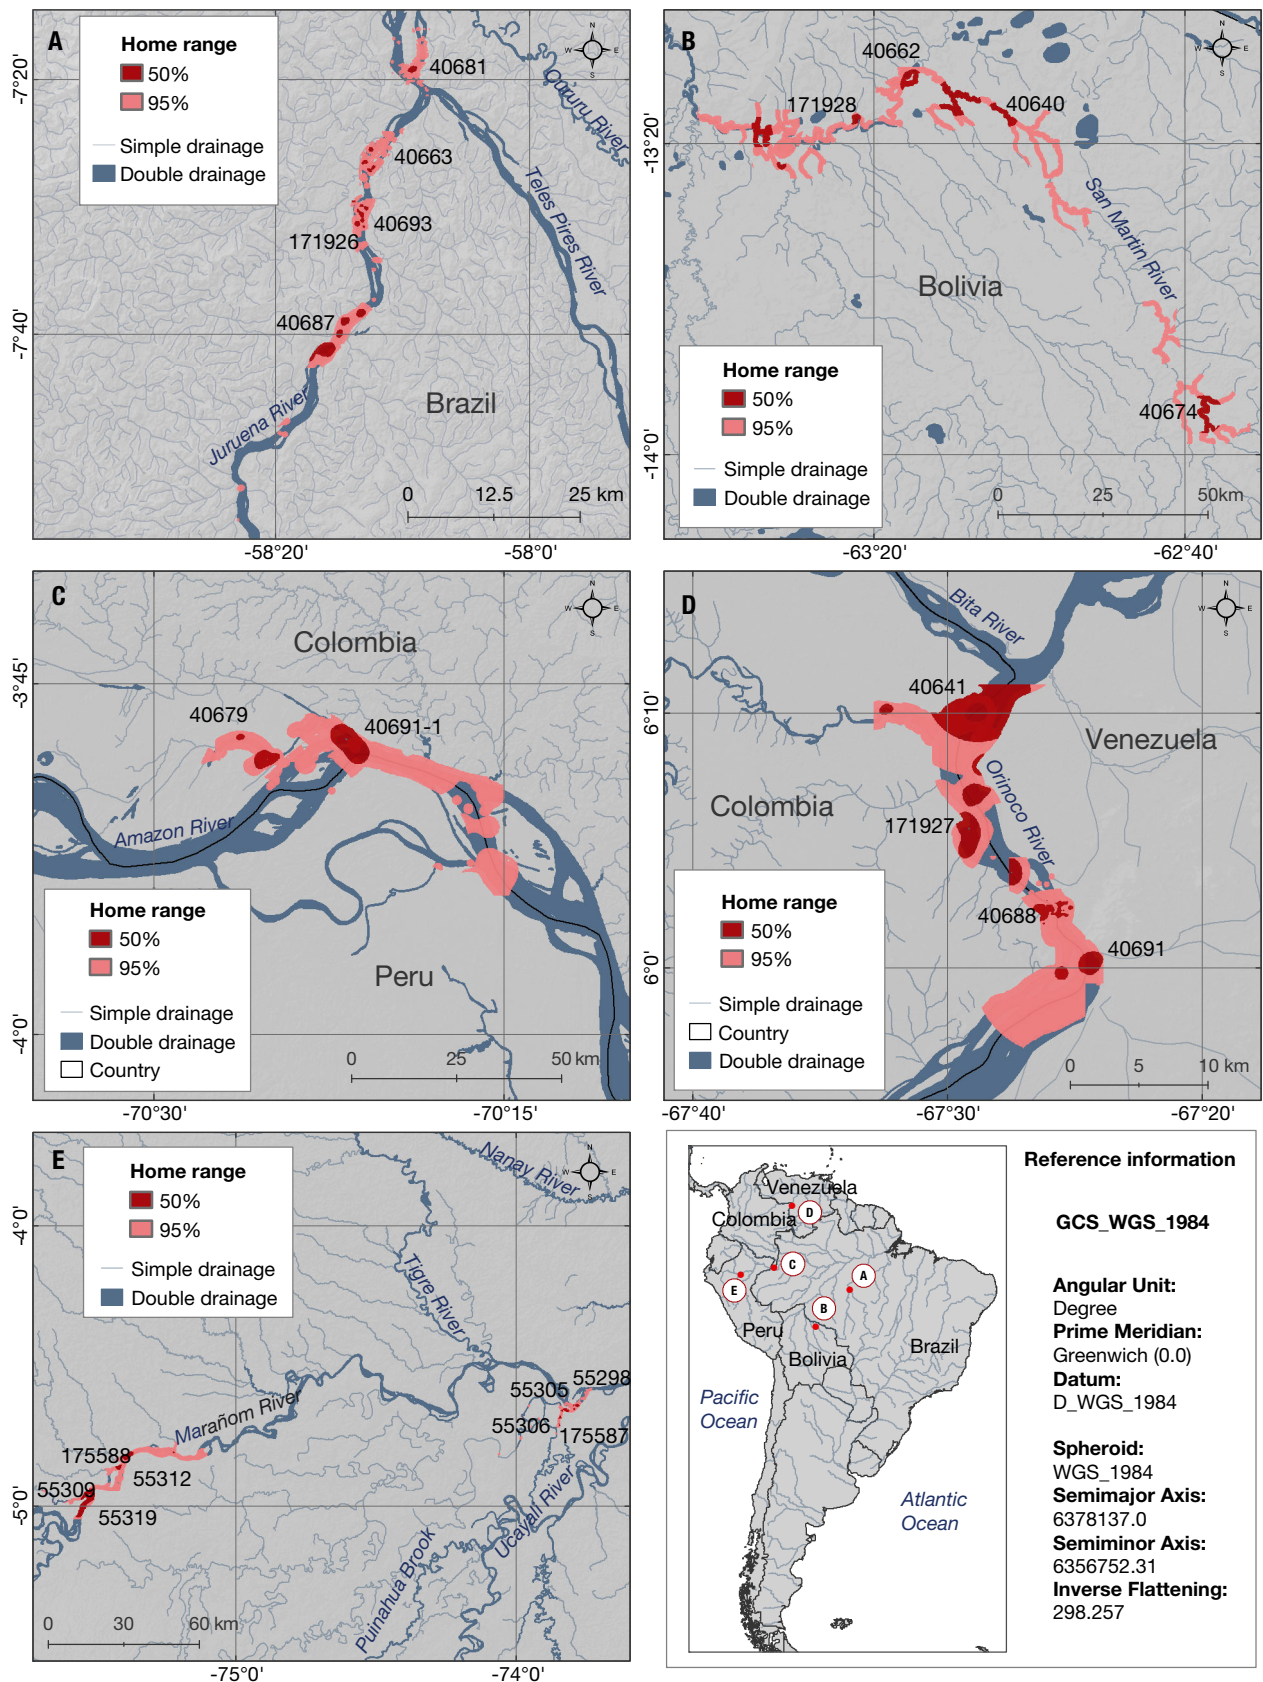 A
Home range
50%
95%
Simple drainage
Double drainage
N
W E
S
40681
Cururu River
40663
Teles Pires River
40693
171926
40687
Juruena River
Brazil
0 12.5 25 km
-7°20'
-7°40'
-58°20' -58°0'
B
N
W E
S
40662
171928
40640
San Martin River
Bolivia
Home range
50%
95%
Simple drainage
Double drainage
40674
0 25 50km
-13°20'
-14°0'
-63°20' -62°40'
C
N
W E
S
Colombia
40679
40691-1
Amazon River
Home range
50%
95%
Simple drainage
Double drainage
Country
Peru
0 25 50 km
-3°45'
-4°0'
-70°30' -70°15'
D
N
W E
S
Bita River
40641
Venezuela
Colombia
Orinoco River
171927
40688
40691
Home range
50%
95%
Simple drainage
Country
Double drainage
0 5 10 km
6°10'
6°0'
-67°40' -67°30' -67°20'
E
Home range
50%
95%
Simple drainage
Double drainage
N
W E
S
Nanay River
Tigre River
Marañom River
55305
55298
55306
175587
175588
55312
55309
55319
Ucayali River
Puinahua Brook
0 30 60 km
-4°0'
-5°0'
-75°0' -74°0'
Venezuela
Colombia
D
C
A
E
B
Peru
Brazil
Bolivia
Pacific
Ocean
Atlantic
Ocean
Reference information
GCS_WGS_1984
Angular Unit:
Degree
Prime Meridian:
Greenwich (0.0)
Datum:
D_WGS_1984
Spheroid:
WGS_1984
Semimajor Axis:
6378137.0
Semiminor Axis:
6356752.31
Inverse Flattening:
298.257